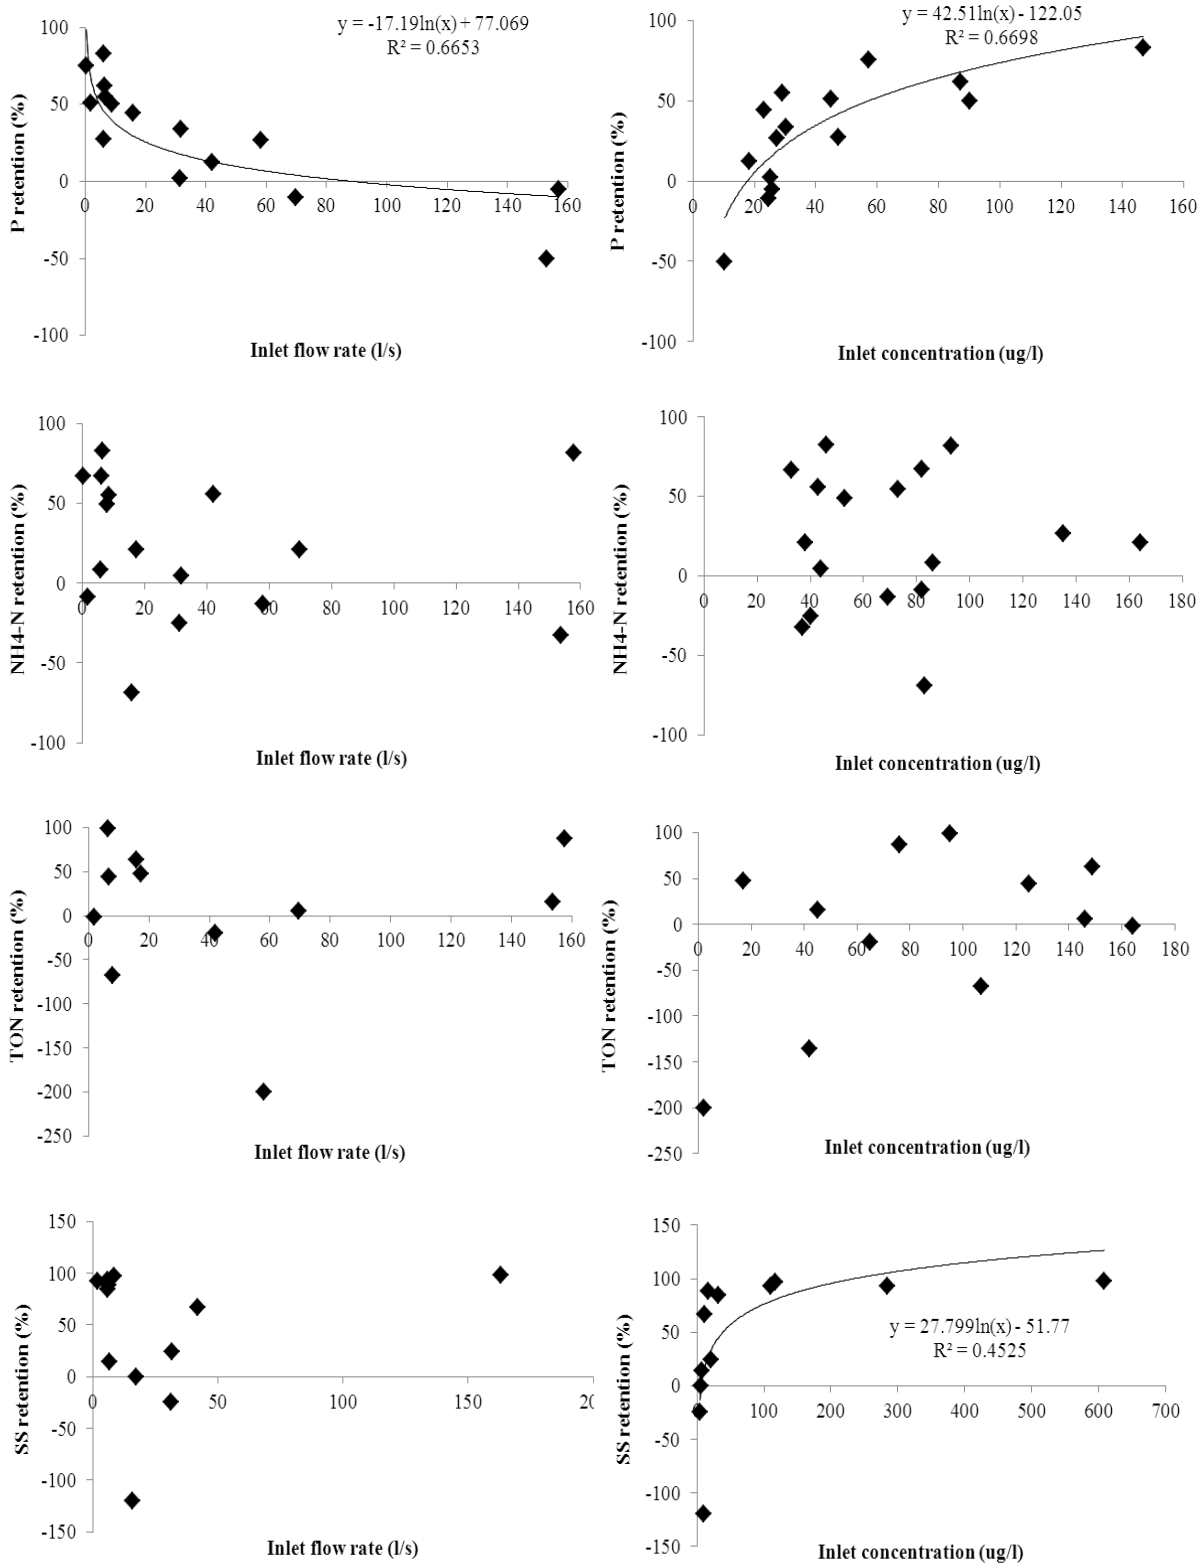 y = -17.19ln(x) + 77.069
R² = 0.6653
100
50
0
-50
-100
0 20 40 60 80 100 120 140 160
P retention (%)
Inlet flow rate (l/s)
y = 42.51ln(x) - 122.05
R² = 0.6698
100
50
0
-50
-100
0 20 40 60 80 100 120 140 160
P retention (%)
Inlet concentration (ug/l)
100
50
0
-50
-100
0 20 40 60 80 100 120 140 160
NH4-N retention (%)
Inlet flow rate (l/s)
100
50
0
-50
-100
0 20 40 60 80 100 120 140 160 180
NH4-N retention (%)
Inlet concentration (ug/l)
100
50
0
-50
-100
-150
-200
-250
0 20 40 60 80 100 120 140 160
TON retention (%)
Inlet flow rate (l/s)
100
50
0
-50
-100
-150
-200
-250
0 20 40 60 80 100 120 140 160 180
TON retention (%)
Inlet concentration (ug/l)
150
100
50
0
-50
-100
-150
0 50 100 150
SS retention (%)
Inlet flow rate (l/s)
150
100
50
0
-50
-100
-150
0 100 200 300 400 500 600 700
y = 27.799ln(x) - 51.77
R² = 0.4525
SS retention (%)
Inlet concentration (ug/l)